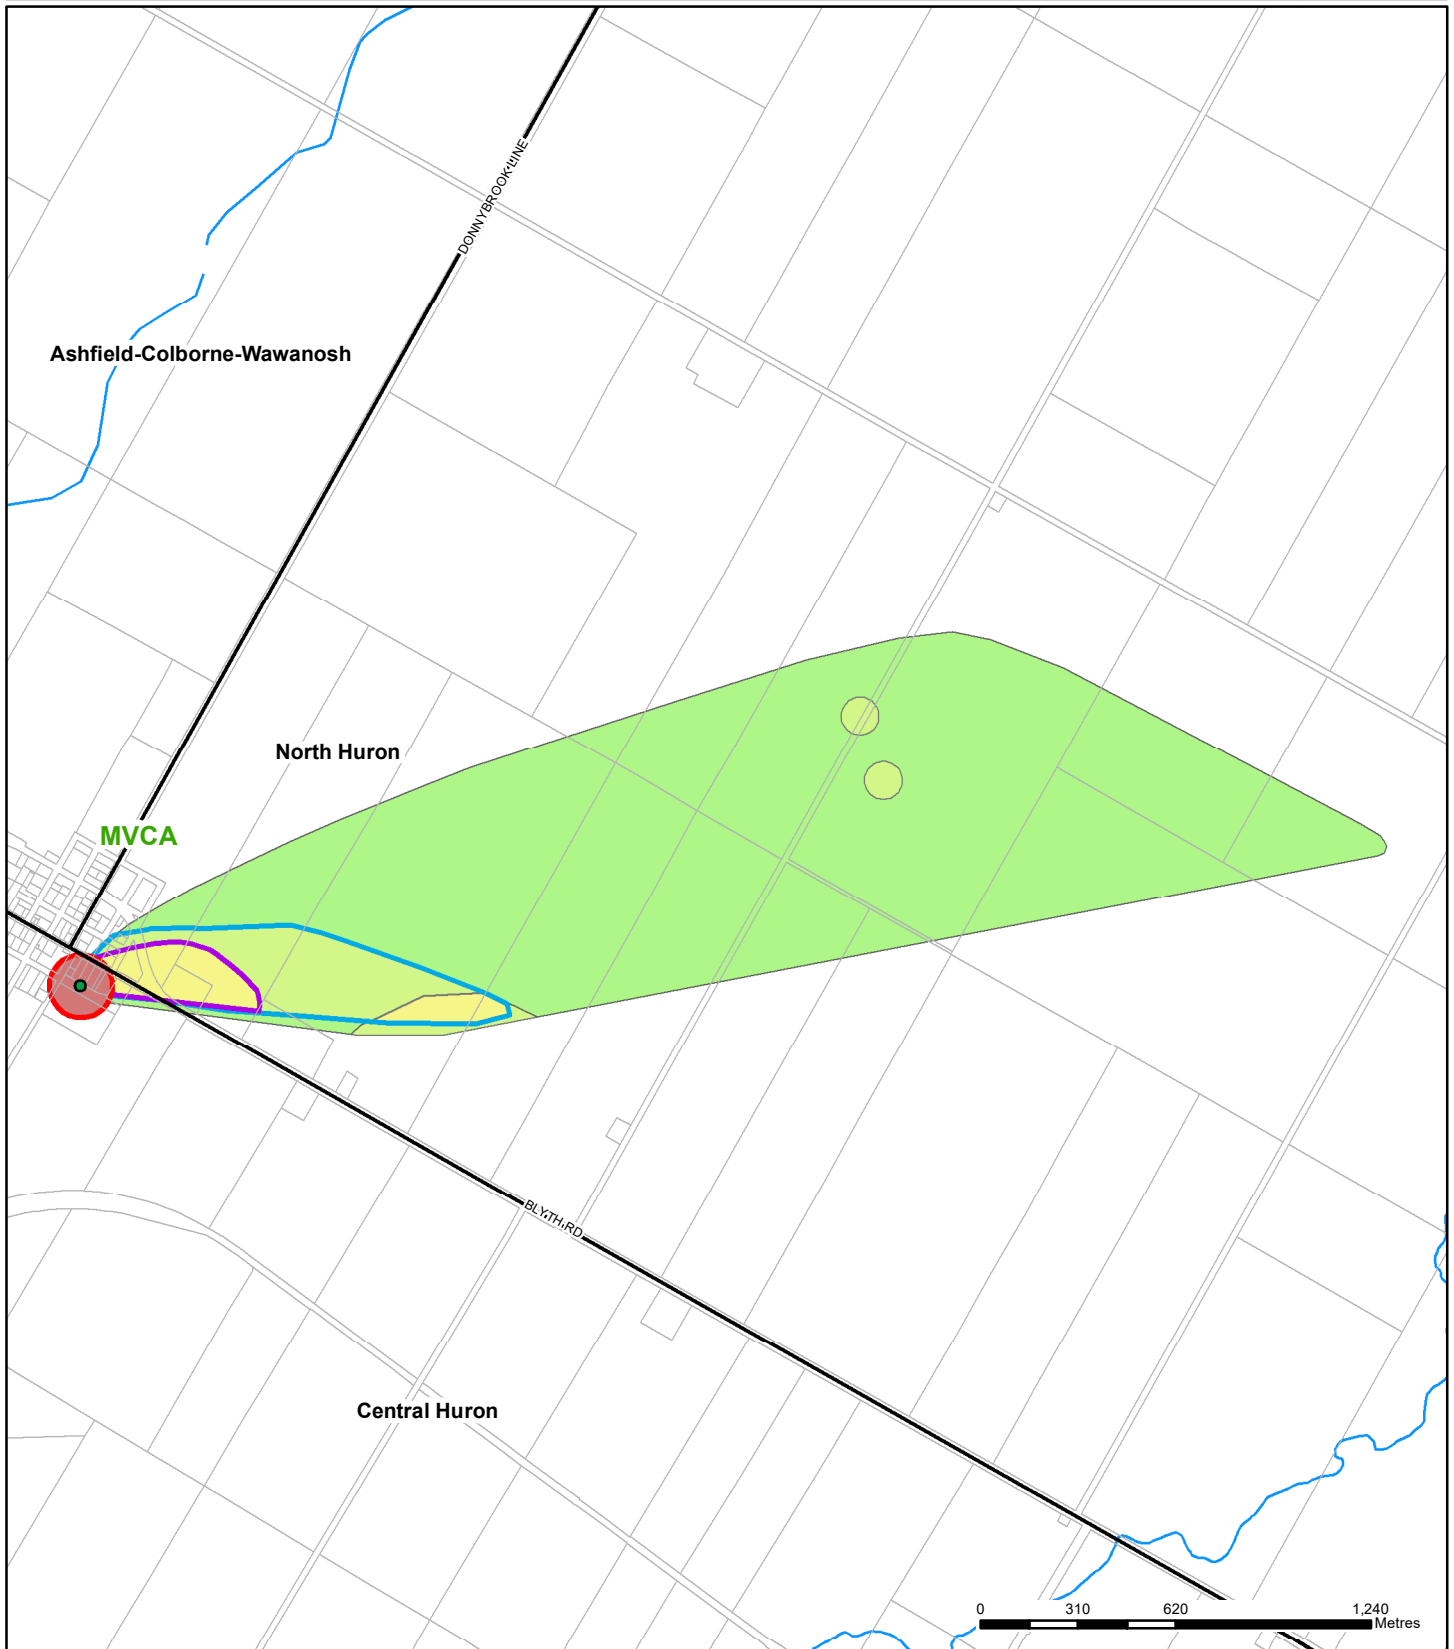 DONNYBROOK LINE
Ashfield-Colborne-Wawanosh
North Huron
MVCA
BLYTH RD
Central Huron
0 310 620 1,240
Metres